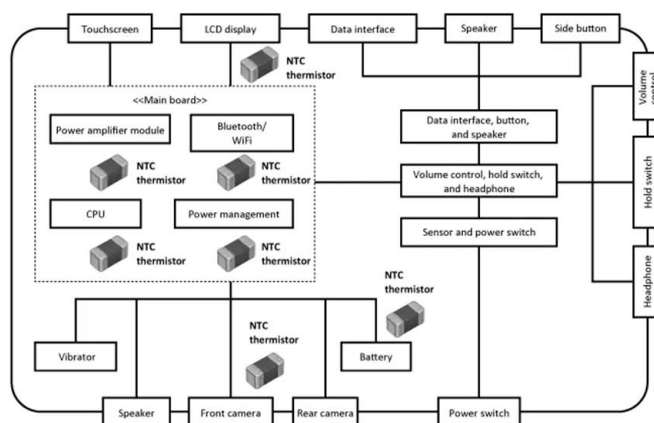 Touchscreen
LCD display
Data interface
Speaker
Side button
NTC
thermistor
Volume
control
<<Main board>>
Power amplifier module
Bluetooth/
WiFi
Data interface, button,
and speaker
NTC
thermistor
NTC
thermistor
Volume control, hold switch,
and headphone
Hold switch
CPU
Power management
Sensor and power switch
NTC
thermistor
NTC
thermistor
Headphone
NTC
thermistor
Vibrator
NTC
thermistor
Battery
Speaker
Front camera
Rear camera
Power switch